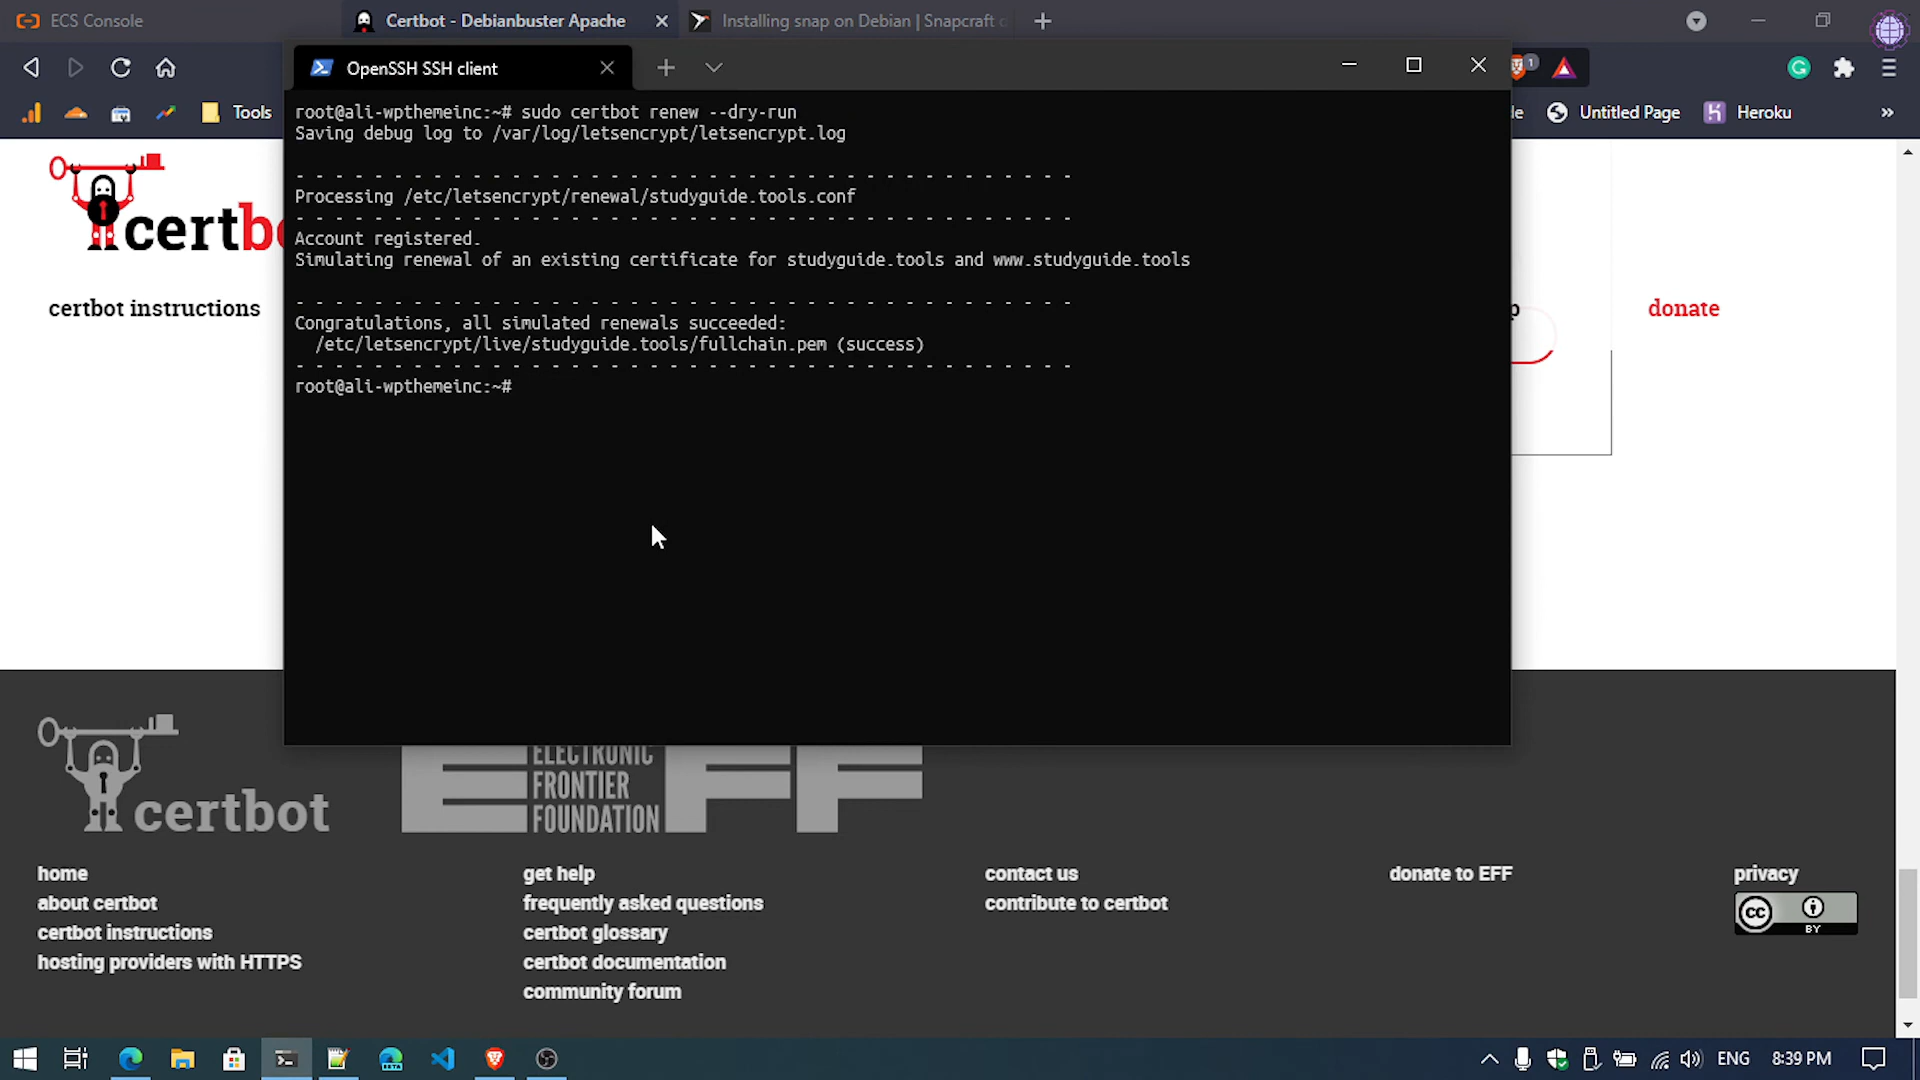 ECS Console
Certbot - Debianbuster Apache
Installing snap on Debian | Snapcraft
OpenSSH SSH client
1
Tools
Untitled Page
Heroku
root@ali-wpthemeinc:~# sudo certbot renew --dry-run
Saving debug log to /var/log/letsencrypt/letsencrypt.log
- - - - - - - - - - - - - - - - - - - - - - - - - - - - - - - - - - - - - - - -
Processing /etc/letsencrypt/renewal/studyguide.tools.conf
- - - - - - - - - - - - - - - - - - - - - - - - - - - - - - - - - - - - - - - -
Account registered.
Simulating renewal of an existing certificate for studyguide.tools and www.studyguide.tools
- - - - - - - - - - - - - - - - - - - - - - - - - - - - - - - - - - - - - - - -
Congratulations, all simulated renewals succeeded:
/etc/letsencrypt/live/studyguide.tools/fullchain.pem (success)
- - - - - - - - - - - - - - - - - - - - - - - - - - - - - - - - - - - - - - - -
root@ali-wpthemeinc:~#
certbo
certbot instructions
donate
certbot
EFF
ELECTRONIC
FRONTIER
FOUNDATION
home
about certbot
certbot instructions
hosting providers with HTTPS
get help
frequently asked questions
certbot glossary
certbot documentation
community forum
contact us
contribute to certbot
donate to EFF
privacy
cc
BY
ENG
8:39 PM